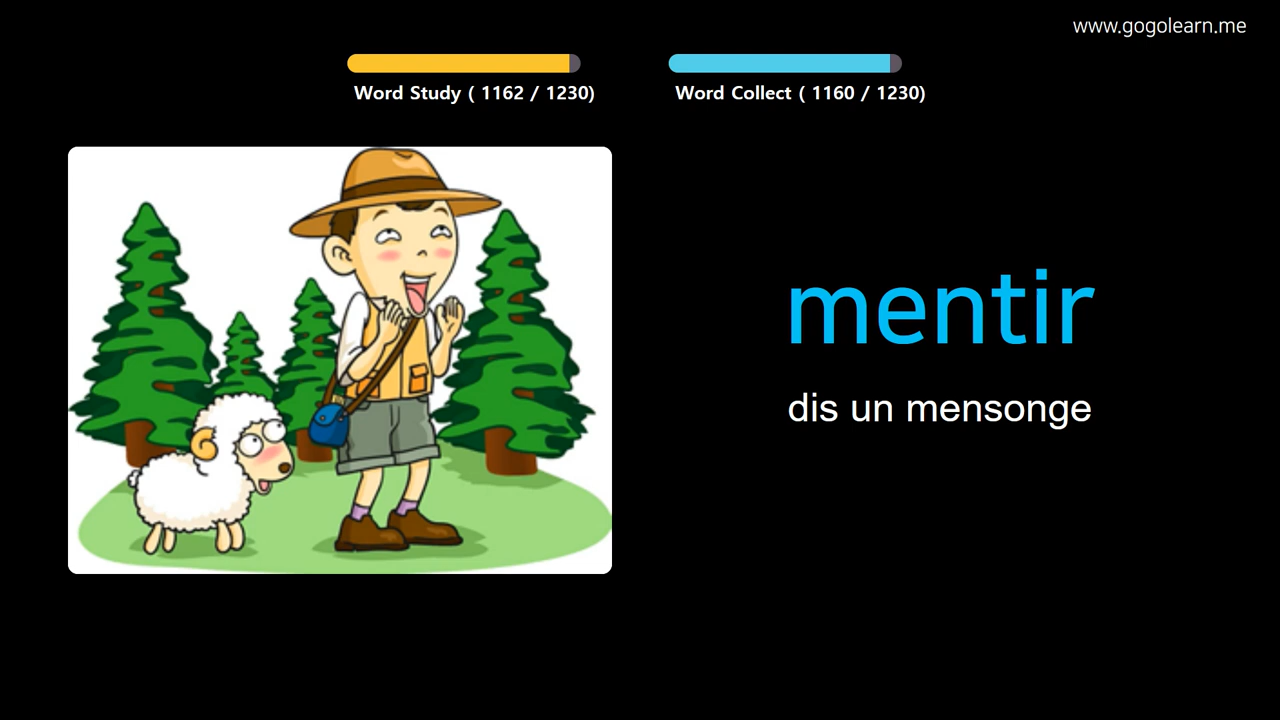 www.gogolearn.me
Word Study ( 1162 / 1230)
Word Collect ( 1160 / 1230)
mentir
dis un mensonge